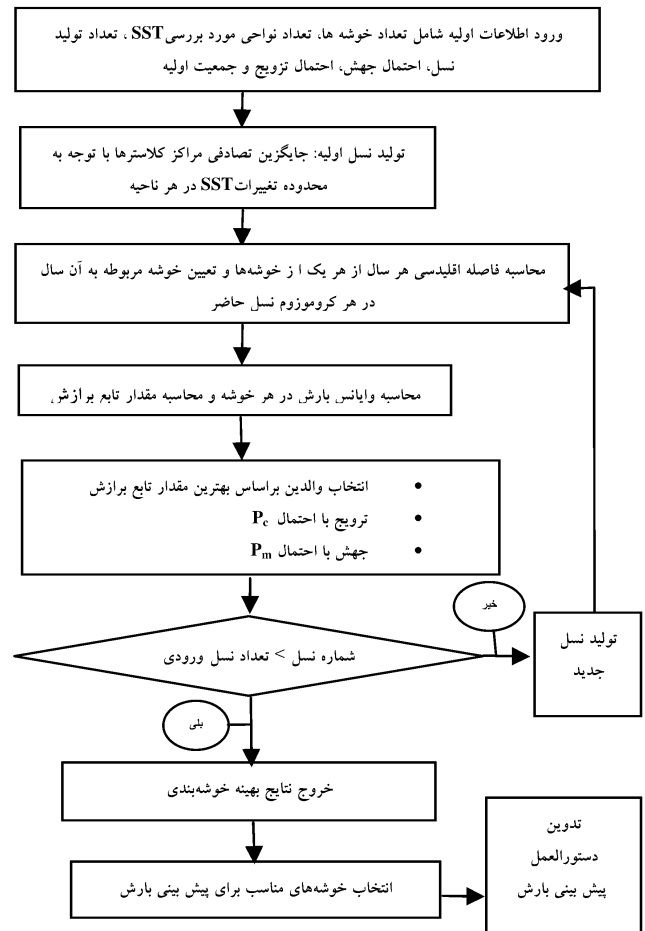 ورود اطلاعات اولیه شامل تعداد خوشه ها، تعداد نواحی مورد بررسی SST، تعداد تولید
نسل، احتمال جهش، احتمال تزویج و جمعیت اولیه
تولید نسل اولیه: جایگزین تصادفی مراکز کلاسترها با توجه به
محدوده تغییرات SST در هر ناحیه
محاسبه فاصله اقلیدسی هر سال از هر یک ا ز خوشه‌ها و تعیین خوشه مربوطه به آن سال
در هر کروموزوم نسل حاضر
محاسبه وایانس بارش در هر خوشه و محاسبه مقدار تابع برازش
• انتخاب والدین براساس بهترین مقدار تابع برازش
• ترویج با احتمال Pc
• جهش با احتمال Pm
خیر
شماره نسل > تعداد نسل ورودی
تولید نسل
جدید
بلی
خروج نتایج بهینه خوشه‌بندی
انتخاب خوشه‌های مناسب برای پیش بینی بارش
تدوین
دستورالعمل
پیش بینی بارش